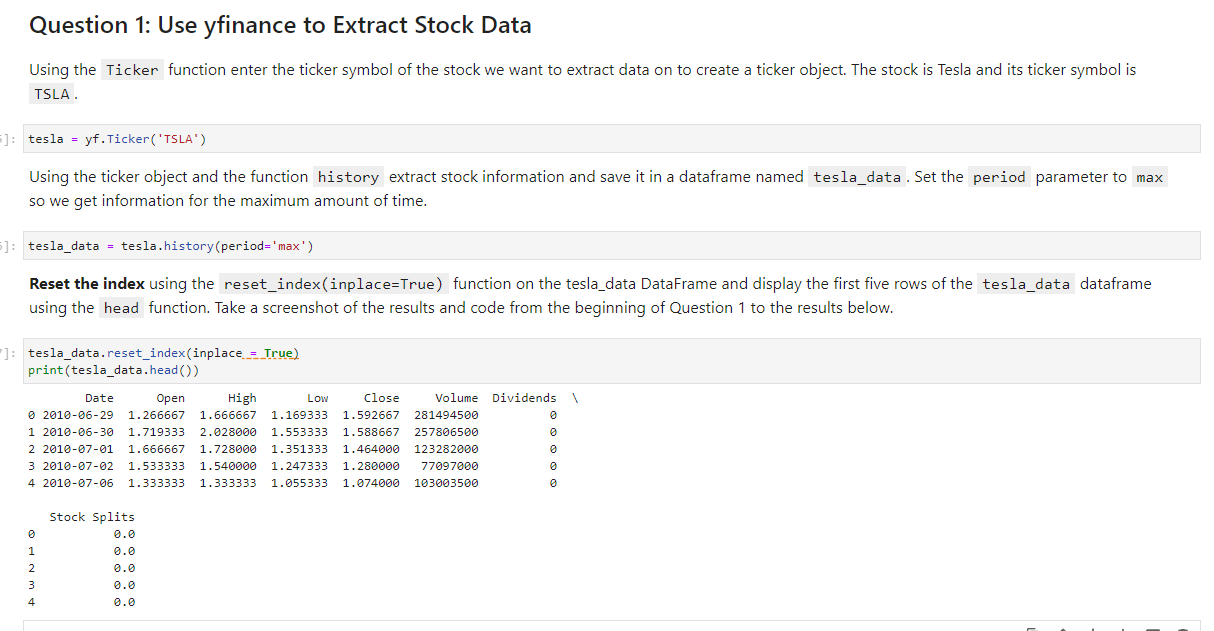 Question 1: Use yfinance to Extract Stock Data
Using the Ticker function enter the ticker symbol of the stock we want to extract data on to create a ticker object. The stock is Tesla and its ticker symbol is
TSLA .
]: tesla = yf.Ticker('TSLA')
Using the ticker object and the function history extract stock information and save it in a dataframe named tesla_data . Set the period parameter to max
so we get information for the maximum amount of time.
]: tesla_data = tesla.history(period='max')
Reset the index using the reset_index(inplace=True) function on the tesla_data DataFrame and display the first five rows of the tesla_data dataframe
using the head function. Take a screenshot of the results and code from the beginning of Question 1 to the results below.
]: tesla_data.reset_index(inplace = True)
print(tesla_data.head())
Date Open High Low Close Volume Dividends \
0 2010-06-29 1.266667 1.666667 1.169333 1.592667 281494500 0
1 2010-06-30 1.719333 2.028000 1.553333 1.588667 257806500 0
2 2010-07-01 1.666667 1.728000 1.351333 1.464000 123282000 0
3 2010-07-02 1.533333 1.540000 1.247333 1.280000 77097000 0
4 2010-07-06 1.333333 1.333333 1.055333 1.074000 103003500 0
Stock Splits
0 0.0
1 0.0
2 0.0
3 0.0
4 0.0